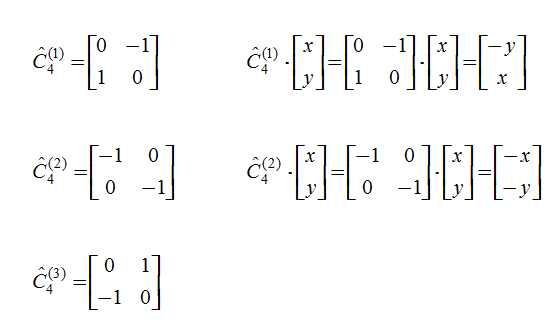 Ĉ₄⁽¹⁾ = [0 −1; 1 0]    Ĉ₄⁽¹⁾ · [x; y] = [0 −1; 1 0] · [x; y] = [−y; x]
Ĉ₄⁽²⁾ = [−1 0; 0 −1]    Ĉ₄⁽²⁾ · [x; y] = [−1 0; 0 −1] · [x; y] = [−x; −y]
Ĉ₄⁽³⁾ = [0 1; −1 0]